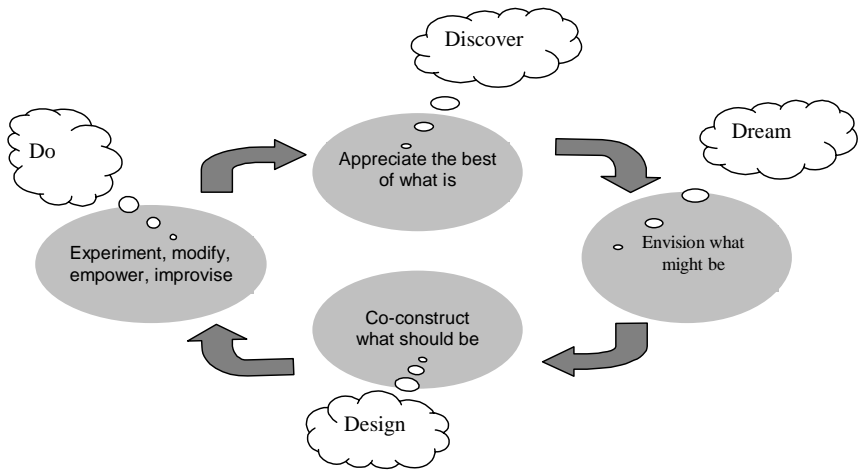 Discover
Appreciate the best
of what is
Dream
Envision what
might be
Co-construct
what should be
Design
Do
Experiment, modify,
empower, improvise